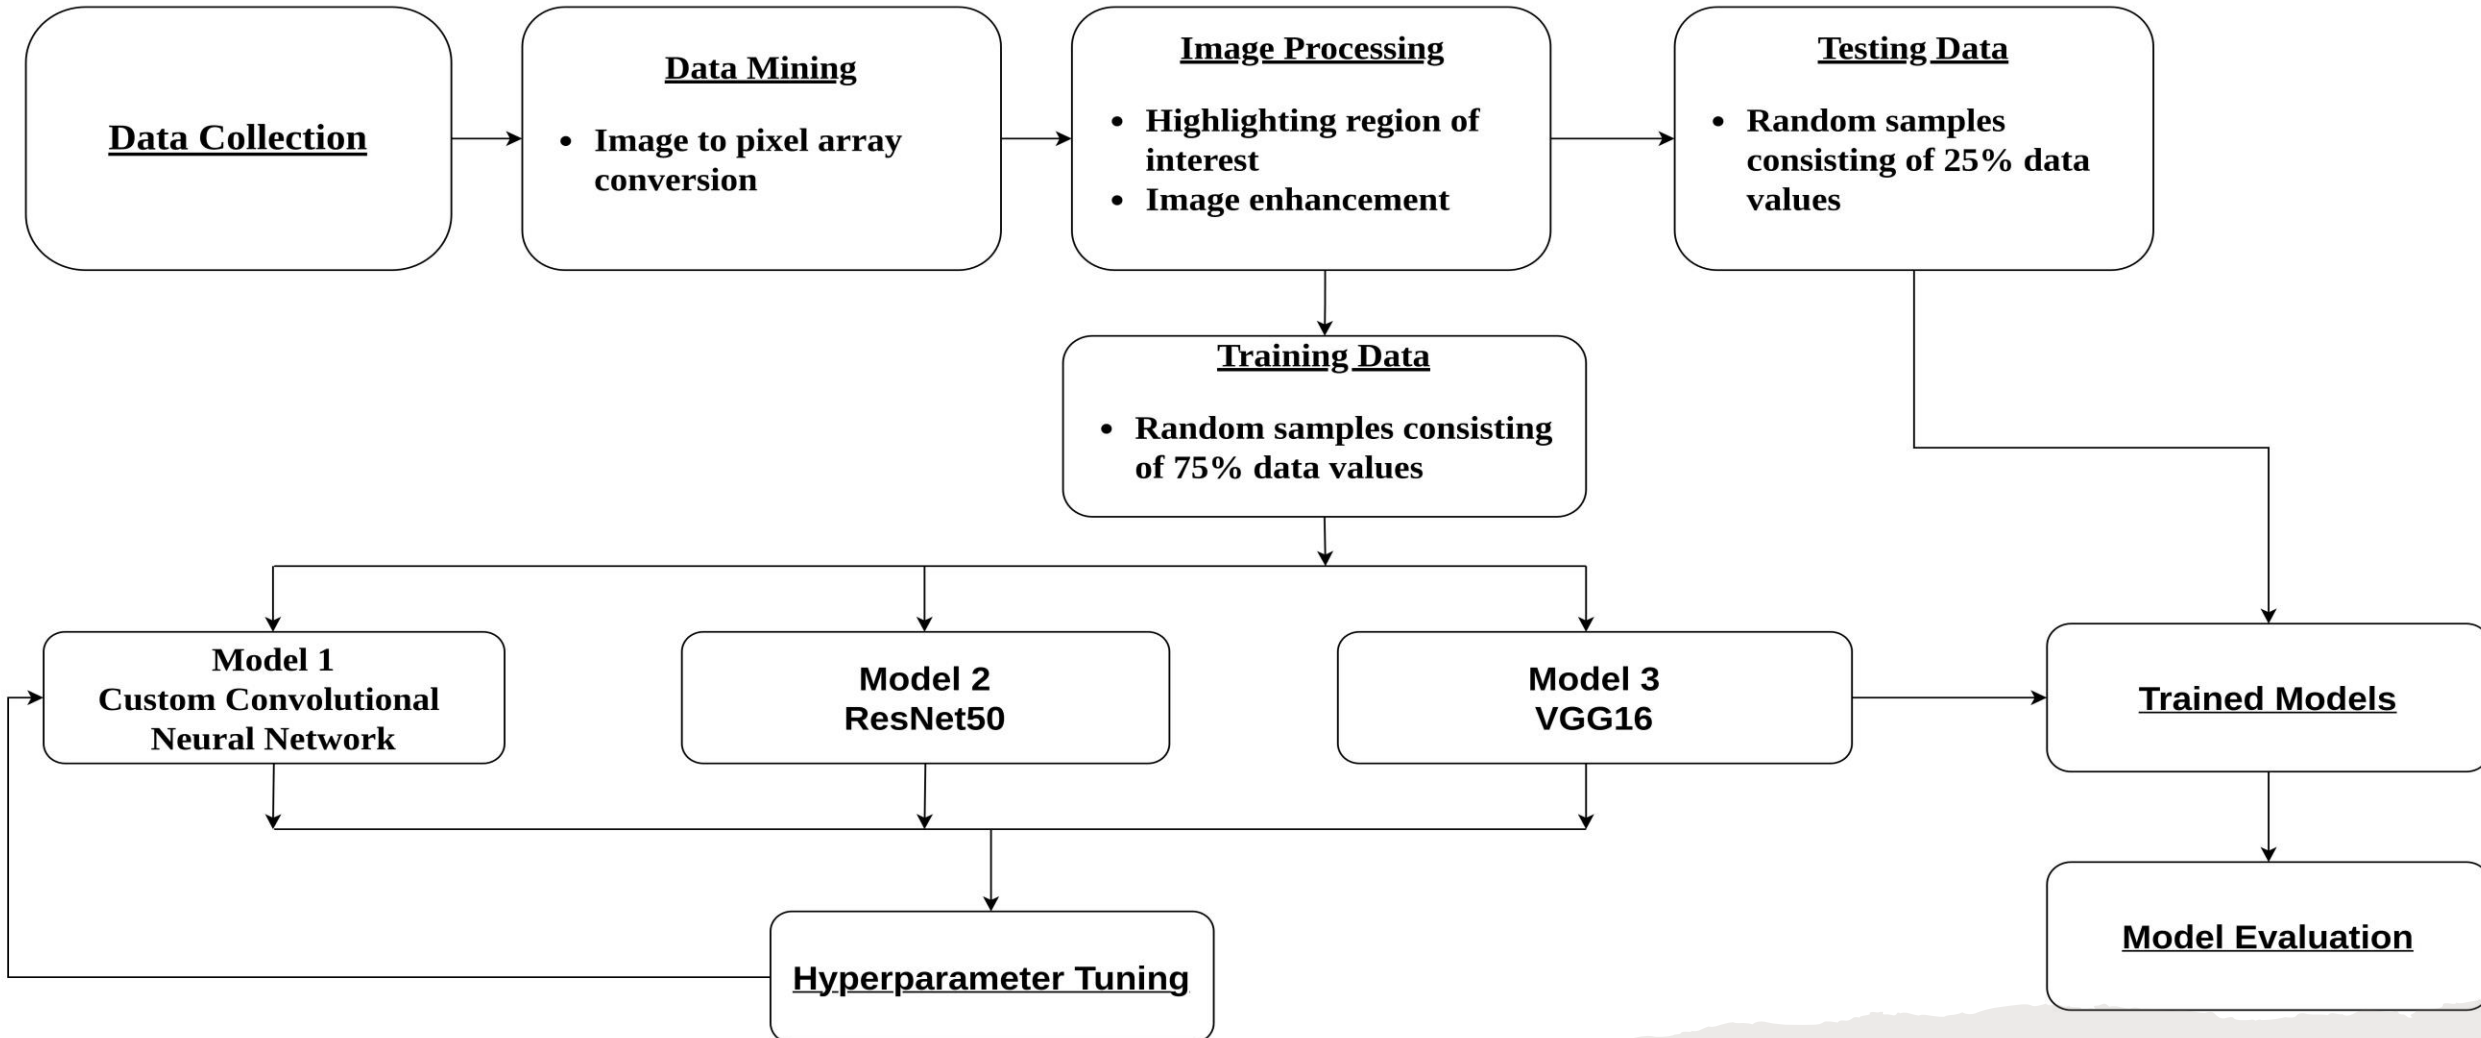 Data Collection
Data Mining
• Image to pixel array
conversion
Image Processing
• Highlighting region of
interest
• Image enhancement
Testing Data
• Random samples
consisting of 25% data
values
Training Data
• Random samples consisting
of 75% data values
Model 1
Custom Convolutional
Neural Network
Model 2
ResNet50
Model 3
VGG16
Trained Models
Model Evaluation
Hyperparameter Tuning